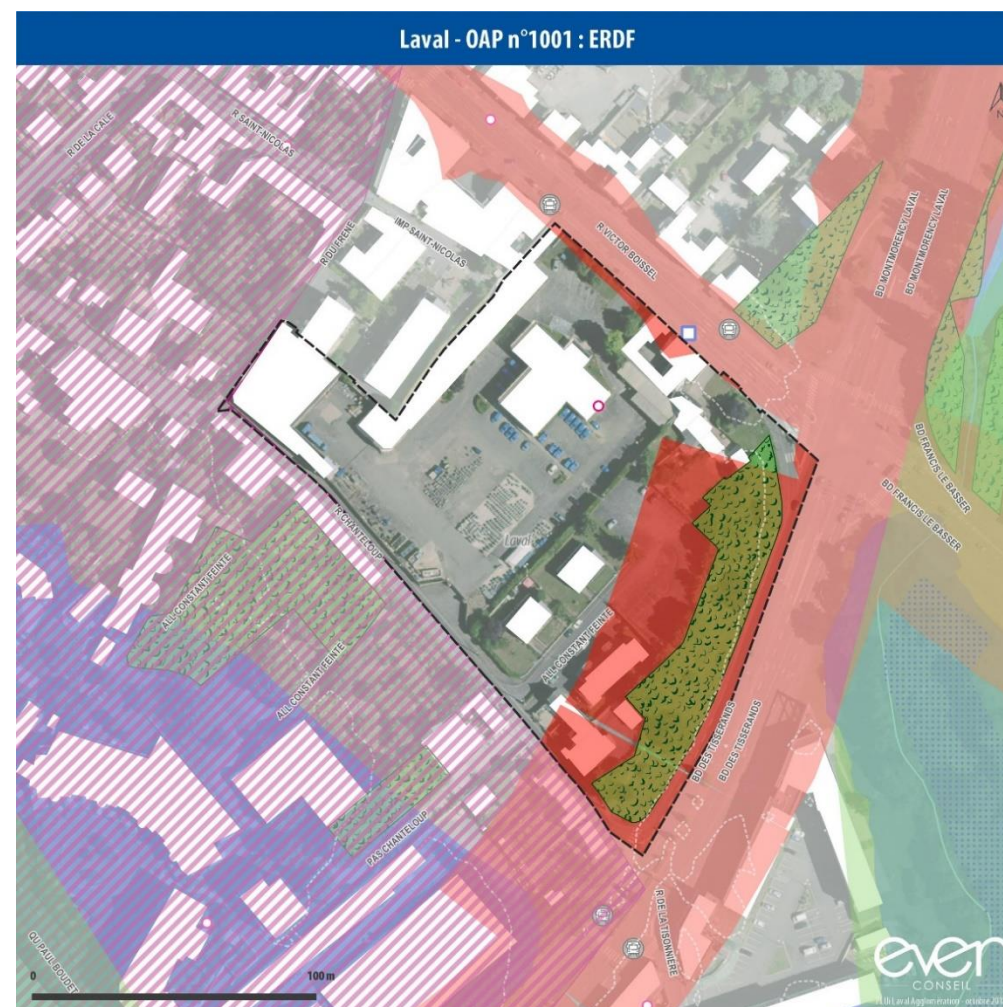 Laval - OAP n°1001 : ERDF
N
R DE LA CALE
R SAINT-NICOLAS
R DU FRENE
IMP SAINT-NICOLAS
R VICTOR BOISSEL
BD MONTMORENCY LAVAL
BD MONTMORENCY LAVAL
BD FRANCIS LE BASSER
BD FRANCIS LE BASSER
R CHANTELOUP
Laval
ALL CONSTANT FEINTE
ALL CONSTANT FEINTE
ALL CONSTANT FEINTE
BD DES TISSERANDS
BD DES TISSERANDS
PAS CHANTELOUP
R DE LA TISONNIERE
QU PAUL BOUDET
0
100 m
even
CONSEIL